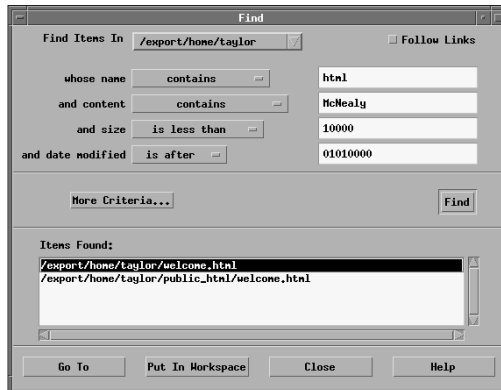 Find
Find Items In /export/home/taylor Follow Links
whose name contains html
and content contains McNealy
and size is less than 10000
and date modified is after 01010000
More Criteria... Find
Items Found:
/export/home/taylor/welcome.html
/export/home/taylor/public_html/welcome.html
Go To Put In Workspace Close Help